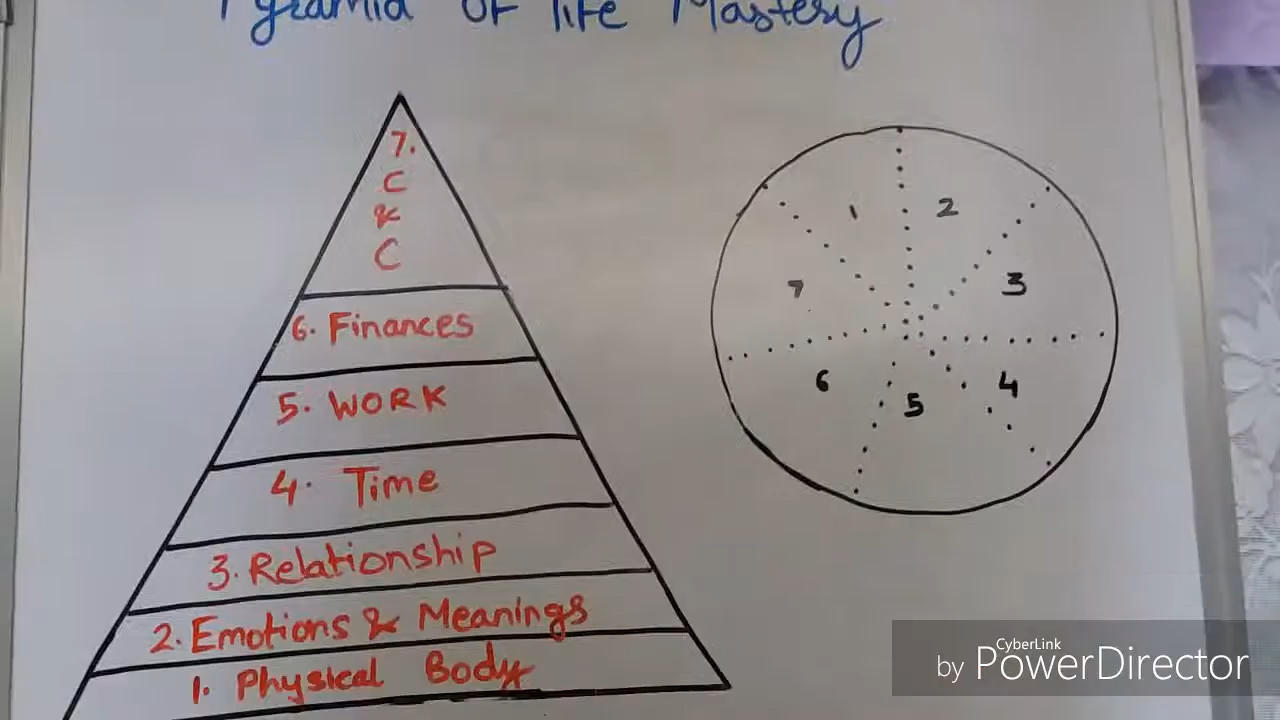 Pyramid of life Mastery
7.
C
&
C
6. Finances
5. WORK
4. Time
3. Relationship
2. Emotions & Meanings
1. Physical Body
1
2
3
4
5
6
7
CyberLink
by PowerDirector